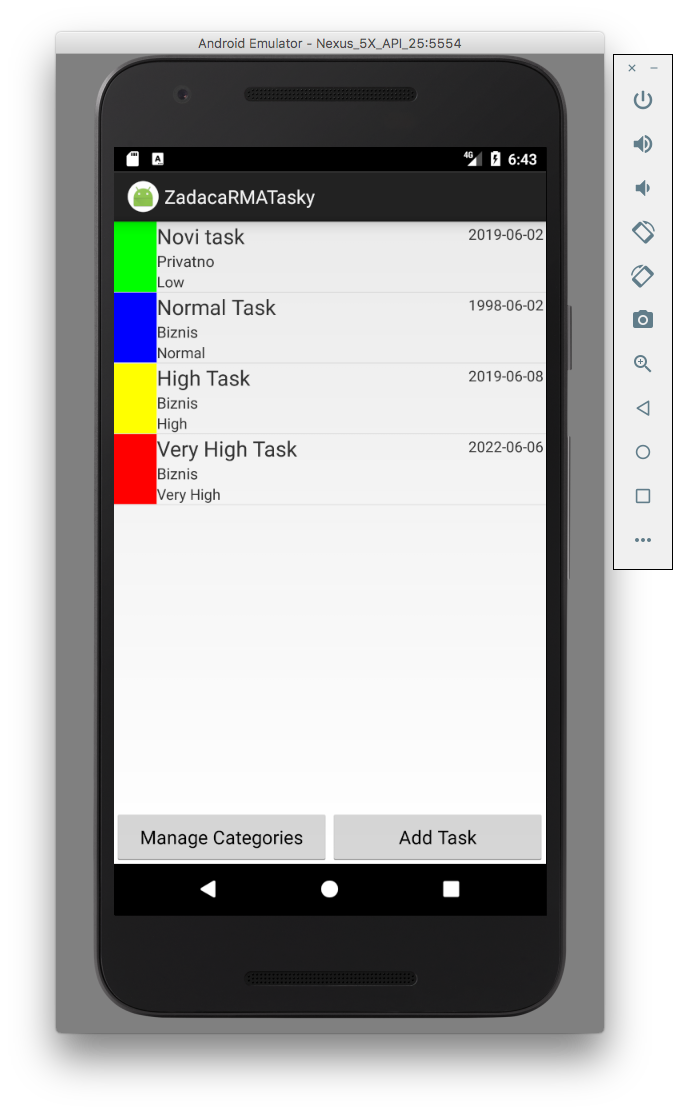 Android Emulator - Nexus_5X_API_25:5554
A
4G
6:43
ZadacaRMATasky
Novi task 2019-06-02
Privatno
Low
Normal Task 1998-06-02
Biznis
Normal
High Task 2019-06-08
Biznis
High
Very High Task 2022-06-06
Biznis
Very High
Manage Categories Add Task